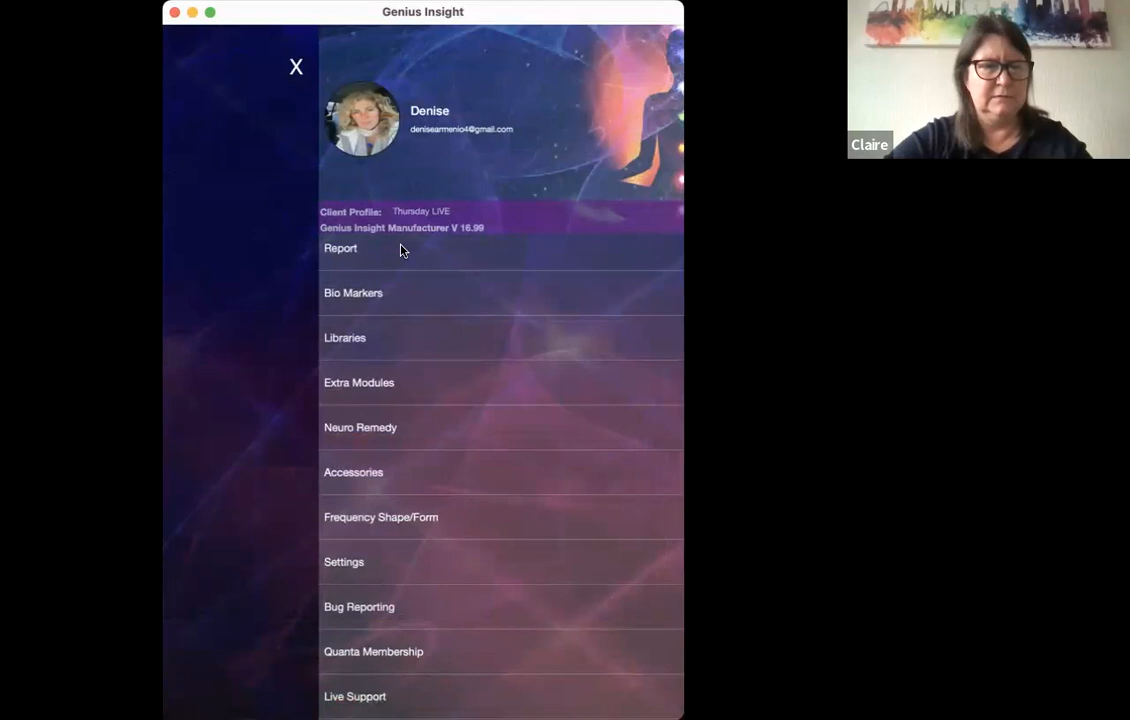 Genius Insight
X
Denise
denisearmenio4@gmail.com
Client Profile: Thursday LIVE
Genius Insight Manufacturer V 16.99
Report
Bio Markers
Libraries
Extra Modules
Neuro Remedy
Accessories
Frequency Shape/Form
Settings
Bug Reporting
Quanta Membership
Live Support
Claire